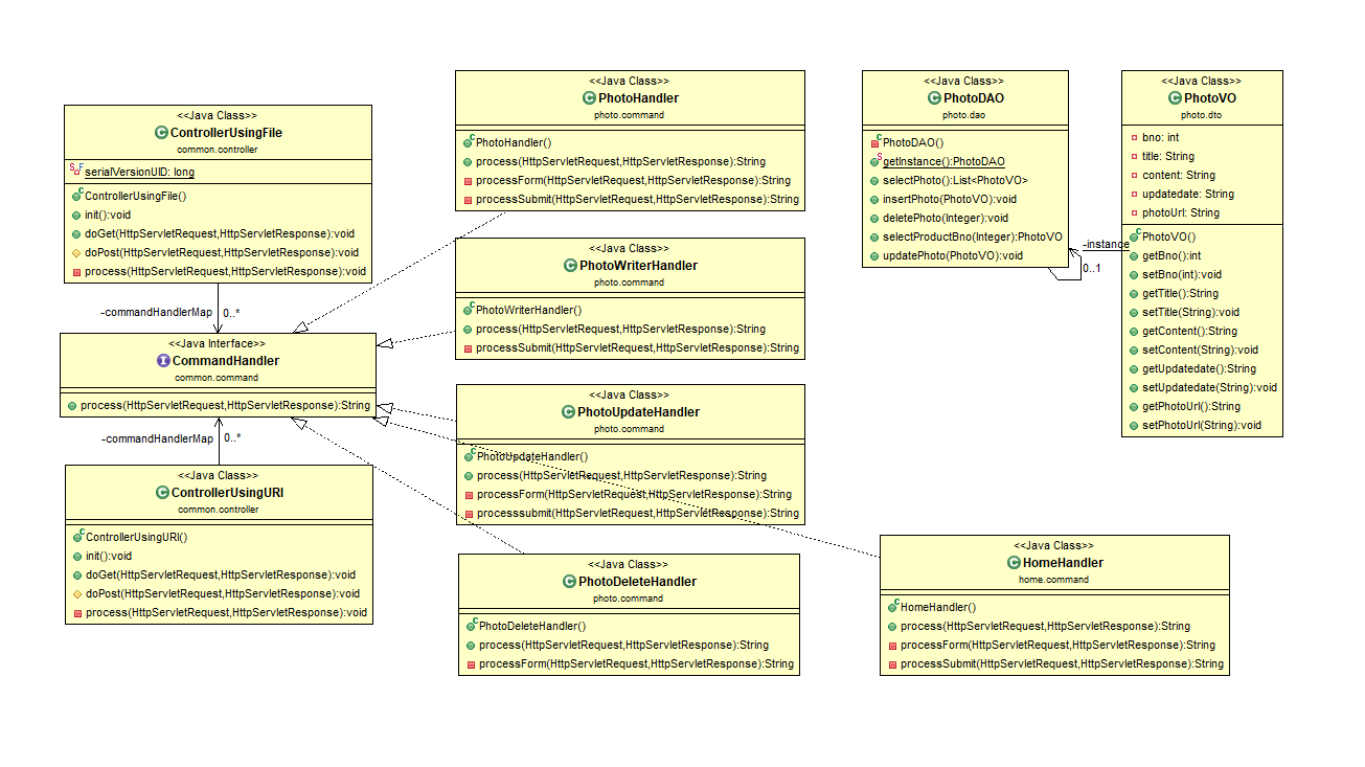 <<Java Class>>
ControllerUsingFile
common.controller
serialVersionUID: long
ControllerUsingFile()
init():void
doGet(HttpServletRequest,HttpServletResponse):void
doPost(HttpServletRequest,HttpServletResponse):void
process(HttpServletRequest,HttpServletResponse):void
-commandHandlerMap
0..*
<<Java Interface>>
CommandHandler
common.command
process(HttpServletRequest,HttpServletResponse):String
-commandHandlerMap
0..*
<<Java Class>>
ControllerUsingURI
common.controller
ControllerUsingURI()
init():void
doGet(HttpServletRequest,HttpServletResponse):void
doPost(HttpServletRequest,HttpServletResponse):void
process(HttpServletRequest,HttpServletResponse):void
<<Java Class>>
PhotoHandler
photo.command
PhotoHandler()
process(HttpServletRequest,HttpServletResponse):String
processForm(HttpServletRequest,HttpServletResponse):String
processSubmit(HttpServletRequest,HttpServletResponse):String
<<Java Class>>
PhotoWriterHandler
photo.command
PhotoWriterHandler()
process(HttpServletRequest,HttpServletResponse):String
processSubmit(HttpServletRequest,HttpServletResponse):String
<<Java Class>>
PhotoUpdateHandler
photo.command
PhotoUpdateHandler()
process(HttpServletRequest,HttpServletResponse):String
processForm(HttpServletRequest,HttpServletResponse):String
processsubmit(HttpServletRequest,HttpServletResponse):String
<<Java Class>>
PhotoDeleteHandler
photo.command
PhotoDeleteHandler()
process(HttpServletRequest,HttpServletResponse):String
processForm(HttpServletRequest,HttpServletResponse):String
<<Java Class>>
PhotoDAO
photo.dao
PhotoDAO()
getInstance():PhotoDAO
selectPhoto():List<PhotoVO>
insertPhoto(PhotoVO):void
deletePhoto(Integer):void
selectProductBno(Integer):PhotoVO
updatePhoto(PhotoVO):void
-instance
0..1
<<Java Class>>
PhotoVO
photo.dto
bno: int
title: String
content: String
updatedate: String
photoUrl: String
PhotoVO()
getBno():int
setBno(int):void
getTitle():String
setTitle(String):void
getContent():String
setContent(String):void
getUpdatedate():String
setUpdatedate(String):void
getPhotoUrl():String
setPhotoUrl(String):void
<<Java Class>>
HomeHandler
home.command
HomeHandler()
process(HttpServletRequest,HttpServletResponse):String
processForm(HttpServletRequest,HttpServletResponse):String
processSubmit(HttpServletRequest,HttpServletResponse):String